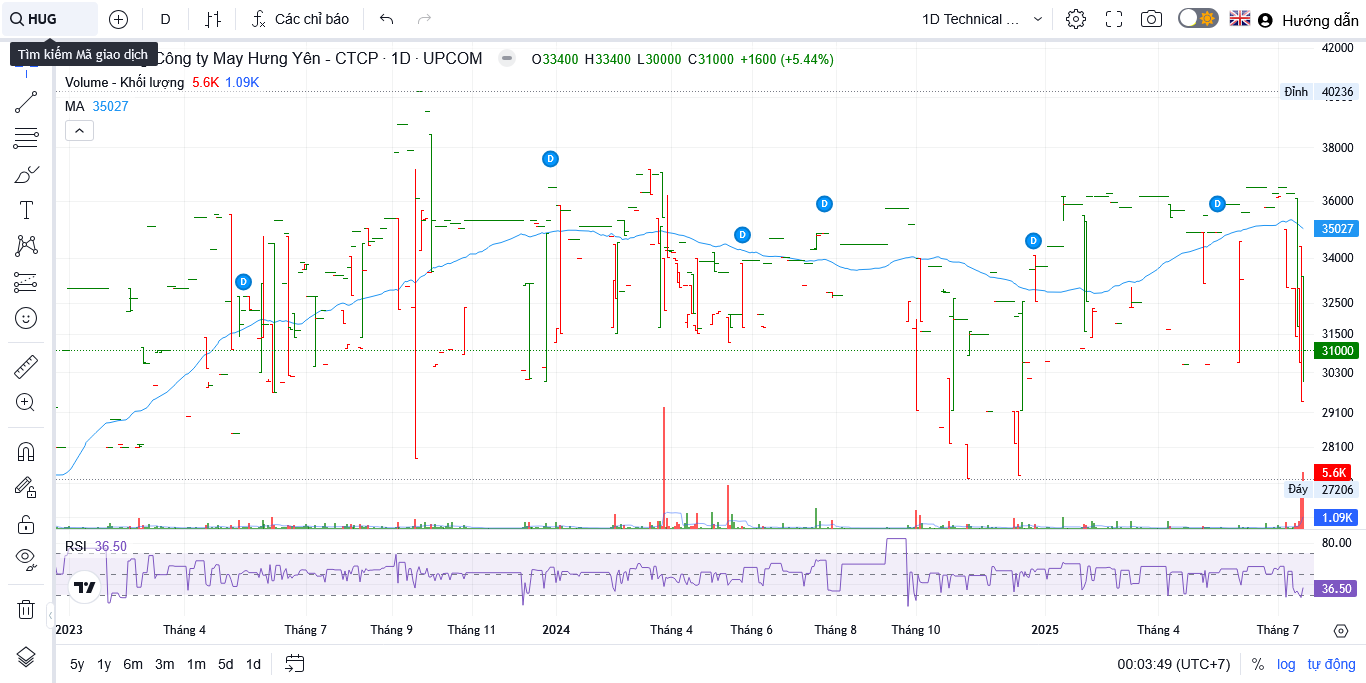 HUG D Các chỉ báo 1D Technical ... Hướng dẫn
Tìm kiếm Mã giao dịch
Công ty May Hưng Yên - CTCP · 1D · UPCOM O33400 H33400 L30000 C31000 +1600 (+5.44%)
Volume - Khối lượng 5.6K 1.09K
MA 35027
42000
Đỉnh 40236
38000
36000
35027
34000
32500
31500
31000
30300
29100
28100
5.6K
Đáy 27206
1.09K
RSI 36.50
80.00
36.50
D
D
D
D
D
D
2023 Tháng 4 Tháng 7 Tháng 9 Tháng 11 2024 Tháng 4 Tháng 6 Tháng 8 Tháng 10 2025 Tháng 4 Tháng 7
5y 1y 6m 3m 1m 5d 1d 00:03:49 (UTC+7) % log tự động